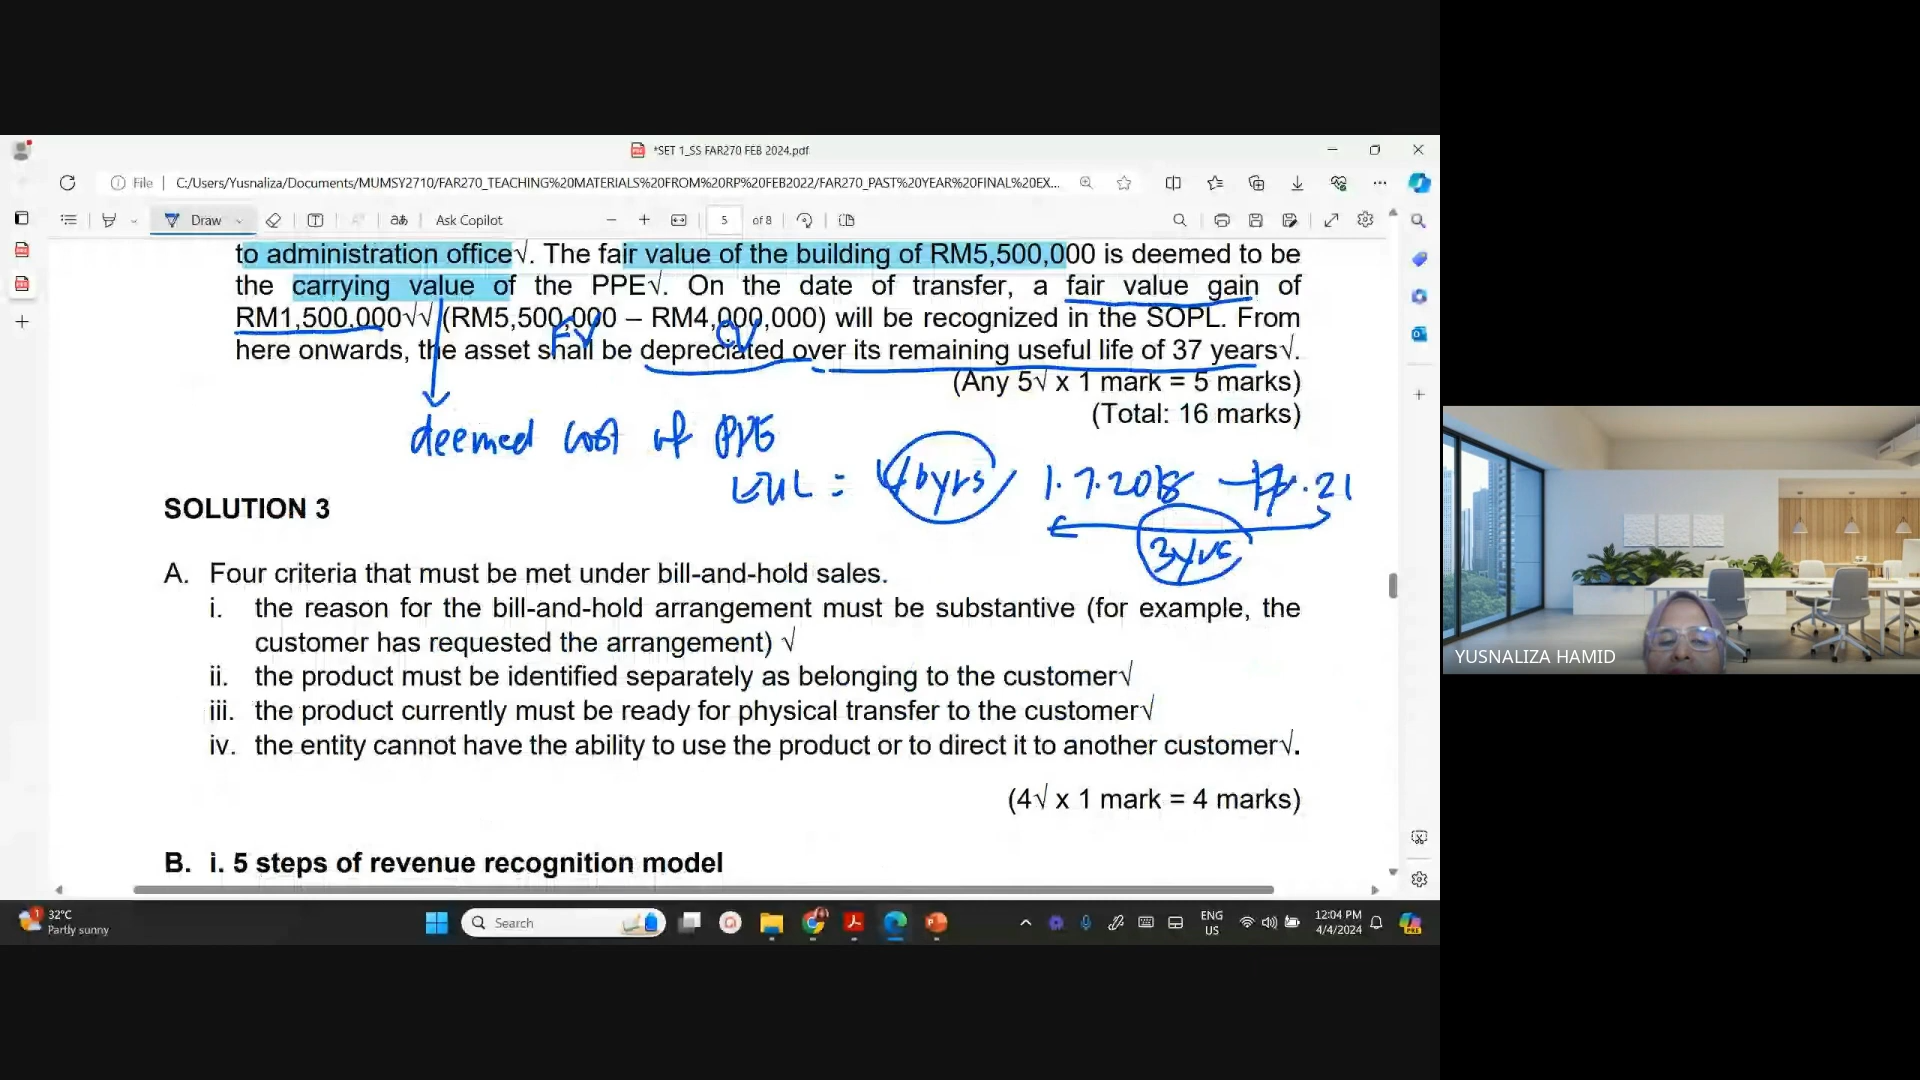 *SET 1_SS FAR270 FEB 2024.pdf
File
C:/Users/Yusnaliza/Documents/MUMSY2710/FAR270_TEACHING%20MATERIALS%20FROM%20RP%20FEB2022/FAR270_PAST%20YEAR%20FINAL%20EX...
Draw
aあ
Ask Copilot
5
of 8
to administration office√. The fair value of the building of RM5,500,000 is deemed to be
the carrying value of the PPE√. On the date of transfer, a fair value gain of
RM1,500,000√√ (RM5,500,000 – RM4,000,000) will be recognized in the SOPL. From
FV
CV
here onwards, the asset shall be depreciated over its remaining useful life of 37 years√.
(Any 5√ x 1 mark = 5 marks)
(Total: 16 marks)
deemed cost of PPE
EUL = 40yrs 1.7.2018
3yrs
SOLUTION 3
A. Four criteria that must be met under bill-and-hold sales.
i. the reason for the bill-and-hold arrangement must be substantive (for example, the
customer has requested the arrangement) √
ii. the product must be identified separately as belonging to the customer√
iii. the product currently must be ready for physical transfer to the customer√
iv. the entity cannot have the ability to use the product or to direct it to another customer√.
(4√ x 1 mark = 4 marks)
B. i. 5 steps of revenue recognition model
YUSNALIZA HAMID
1
32°C
Partly sunny
Search
ENG
US
12:04 PM
4/4/2024